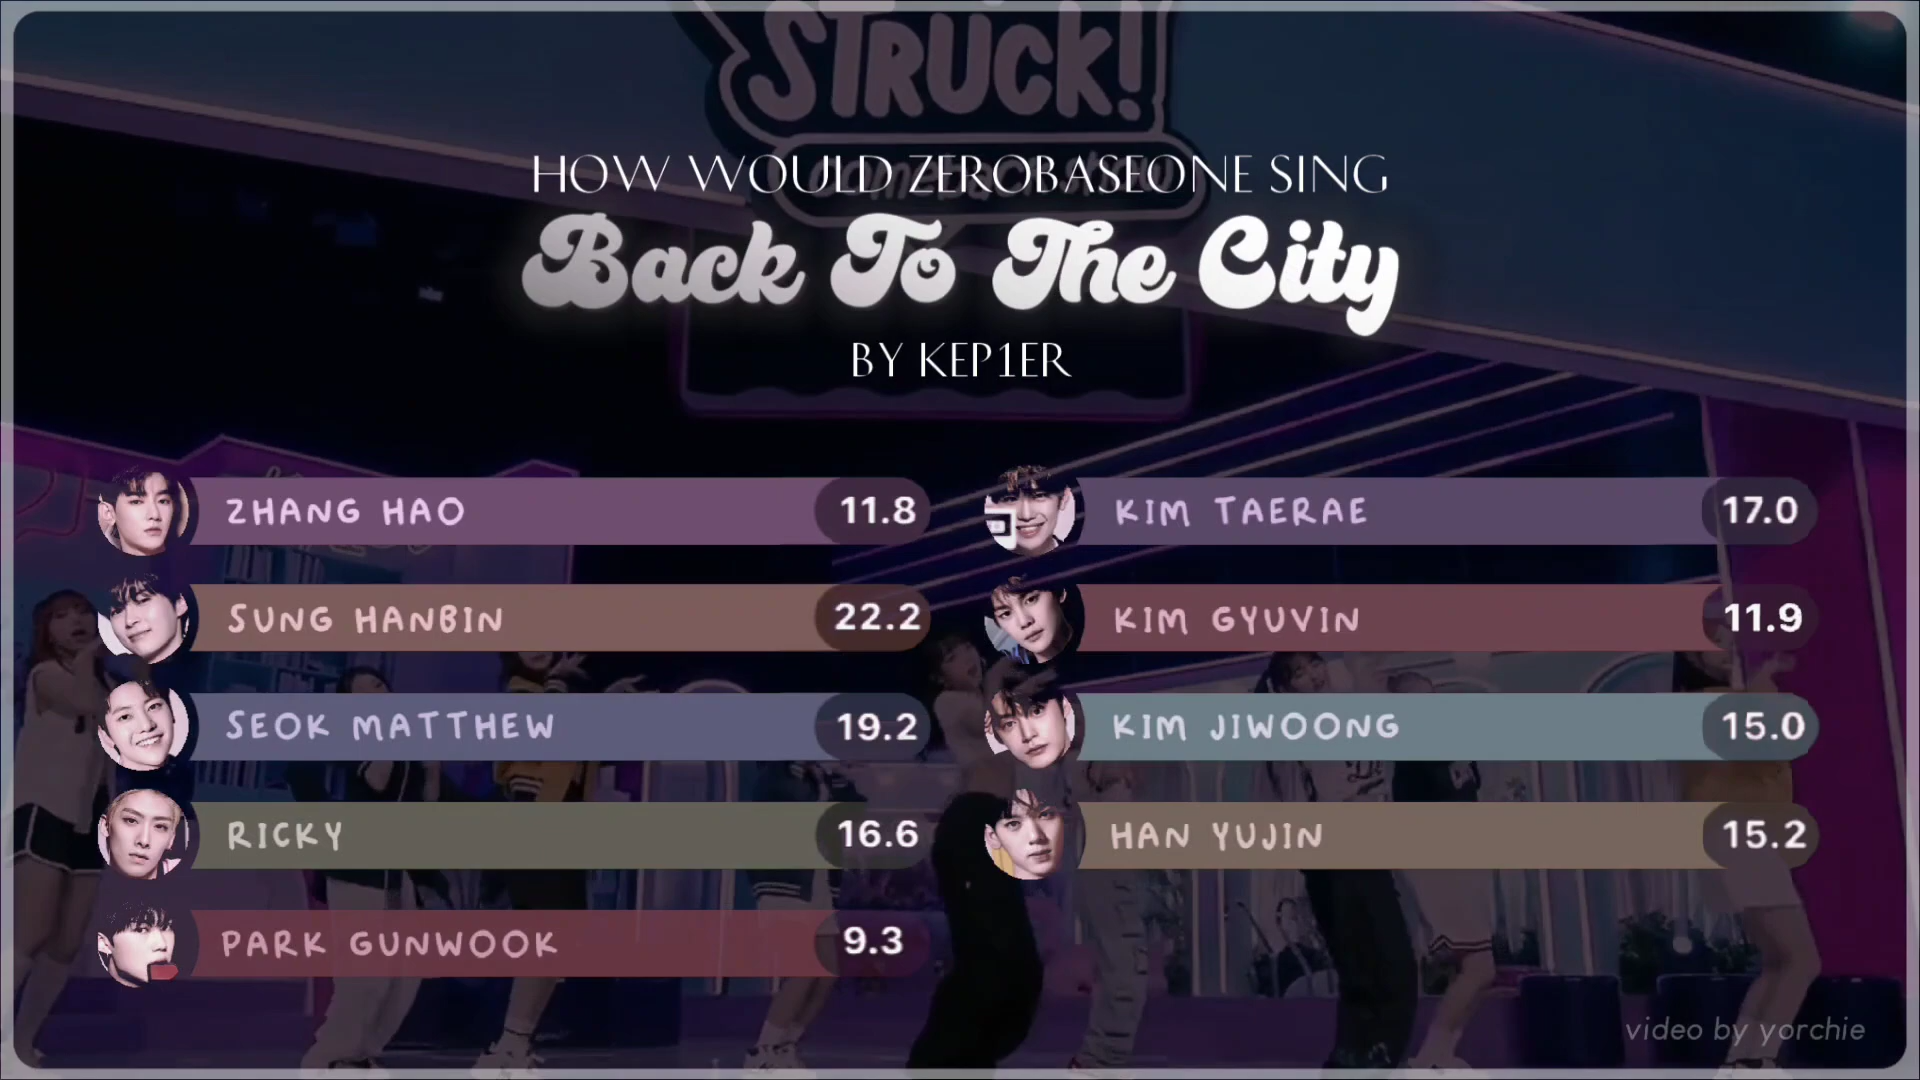 STRUCK!
HOW WOULD ZEROBASEONE SING
Back To The City
BY KEP1ER
ZHANG HAO 11.8
KIM TAERAE 17.0
SUNG HANBIN 22.2
KIM GYUVIN 11.9
SEOK MATTHEW 19.2
KIM JIWOONG 15.0
RICKY 16.6
HAN YUJIN 15.2
PARK GUNWOOK 9.3
video by yorchie